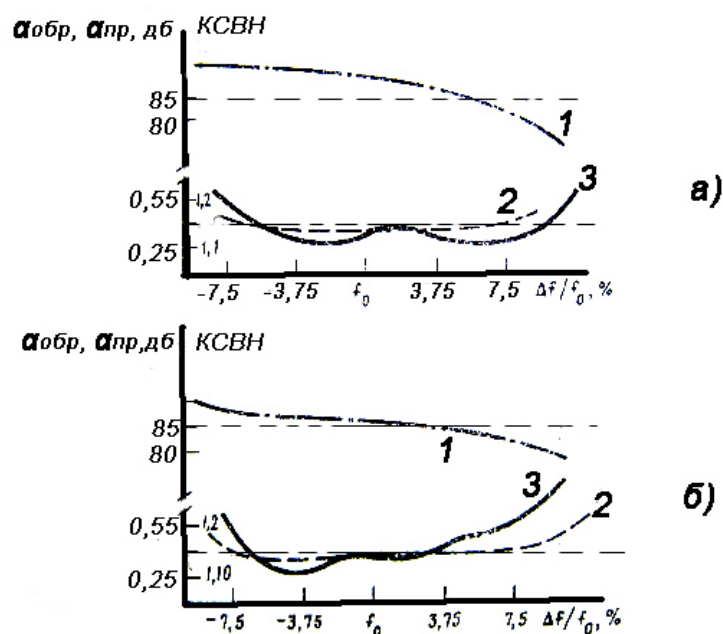 αобр, αпр, дб КСВН
85
80
1
0,55 1,2
2 3
а)
0,25 1,1
-7,5 -3,75 f₀ 3,75 7,5 Δf/f₀, %
αобр, αпр,дб КСВН
85
80
1
3 2
б)
0,55 1,2
0,25 1,10
-7,5 -3,75 f₀ 3,75 7,5 Δf/f₀, %